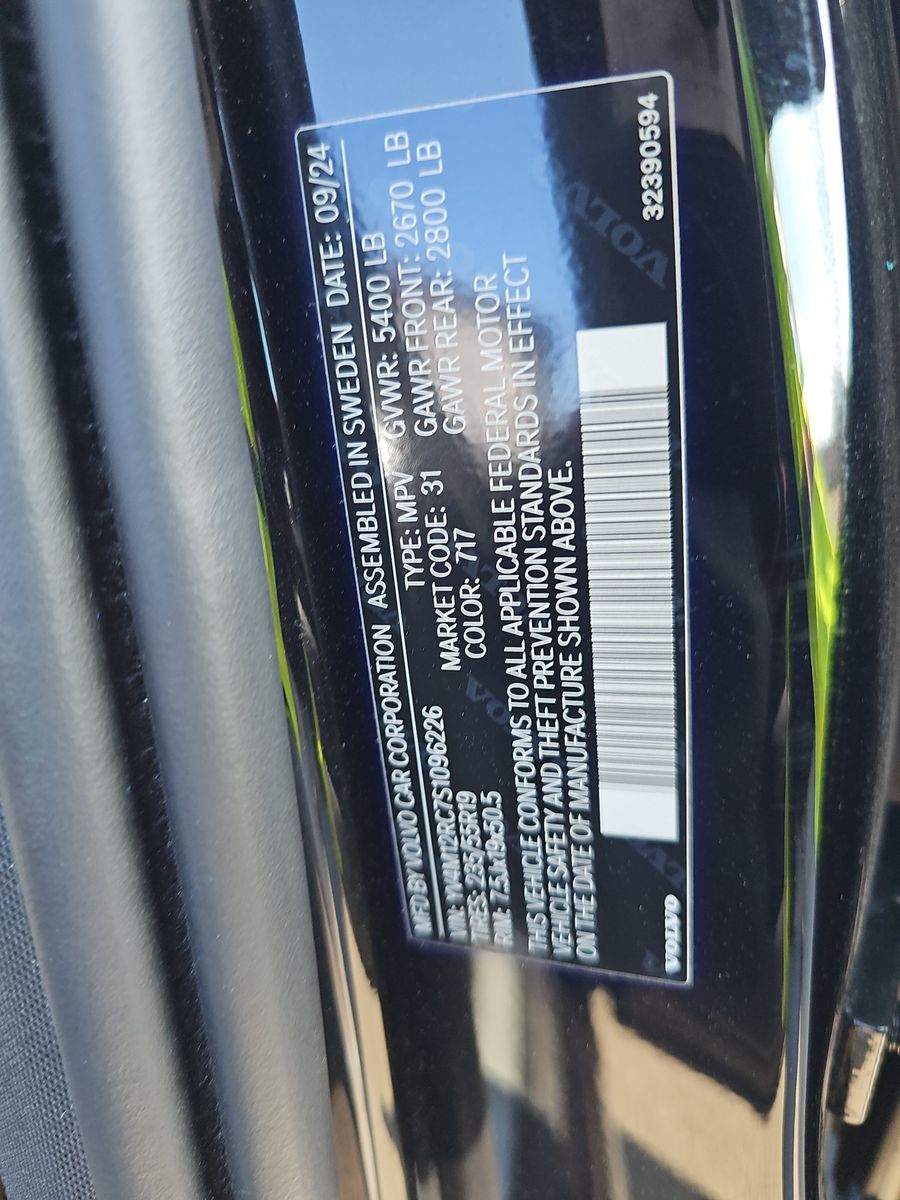 MFD BY VOLVO CAR CORPORATION ASSEMBLED IN SWEDEN DATE: 09/24
VIN: YV4M12RC7S1096226 TYPE: MPV GVWR: 5400 LB
TIRES: 235/55R19 MARKET CODE: 31 GAWR FRONT: 2670 LB
RIM: 7.5Jx19x50.5 COLOR: 717 GAWR REAR: 2800 LB
THIS VEHICLE CONFORMS TO ALL APPLICABLE FEDERAL MOTOR
VEHICLE SAFETY AND THEFT PREVENTION STANDARDS IN EFFECT
ON THE DATE OF MANUFACTURE SHOWN ABOVE.
VOLVO 32390594